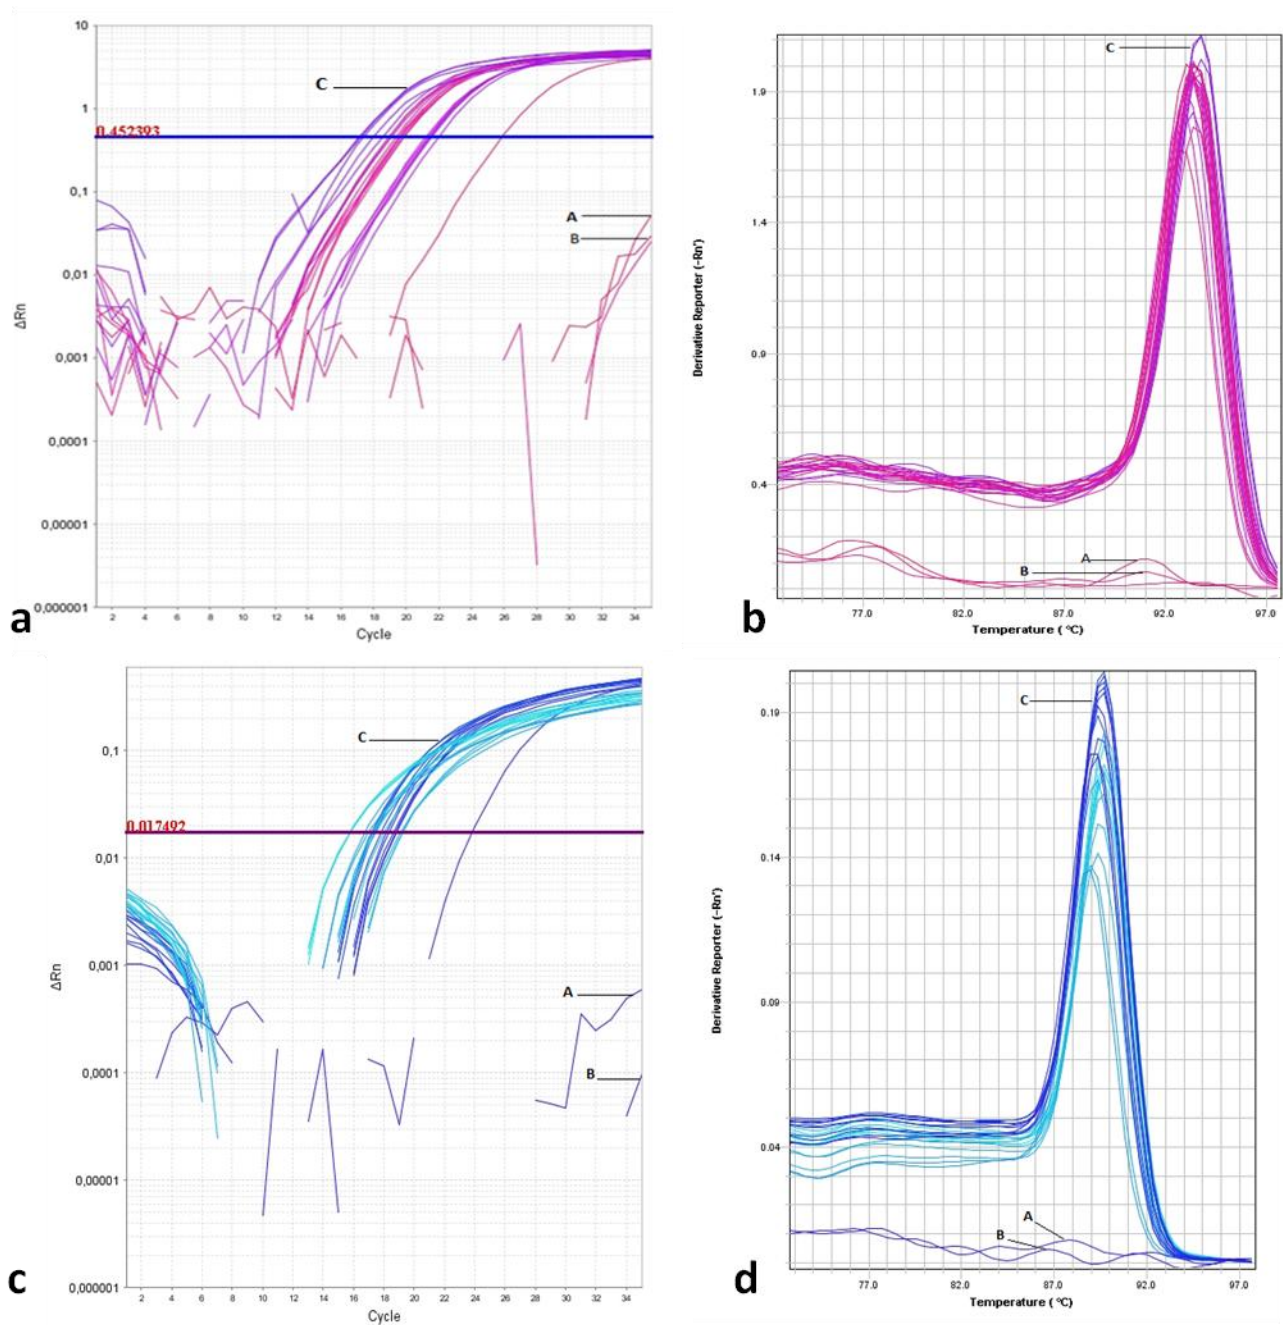 10
1
0.452393
0,1
0,01
0,001
0,0001
0,00001
0,000001
ΔRn
C
A
B
2 4 6 8 10 12 14 16 18 20 22 24 26 28 30 32 34
Cycle
a
1.9
1.4
0.9
0.4
Derivative Reporter (-Rn')
C
A
B
77.0 82.0 87.0 92.0 97.0
Temperature ( °C)
b
0,1
0.017492
0,01
0,001
0,0001
0,00001
0,000001
ΔRn
C
A
B
2 4 6 8 10 12 14 16 18 20 22 24 26 28 30 32 34
Cycle
c
0.19
0.14
0.09
0.04
Derivative Reporter (-Rn')
C
A
B
77.0 82.0 87.0 92.0 97.0
Temperature ( °C)
d